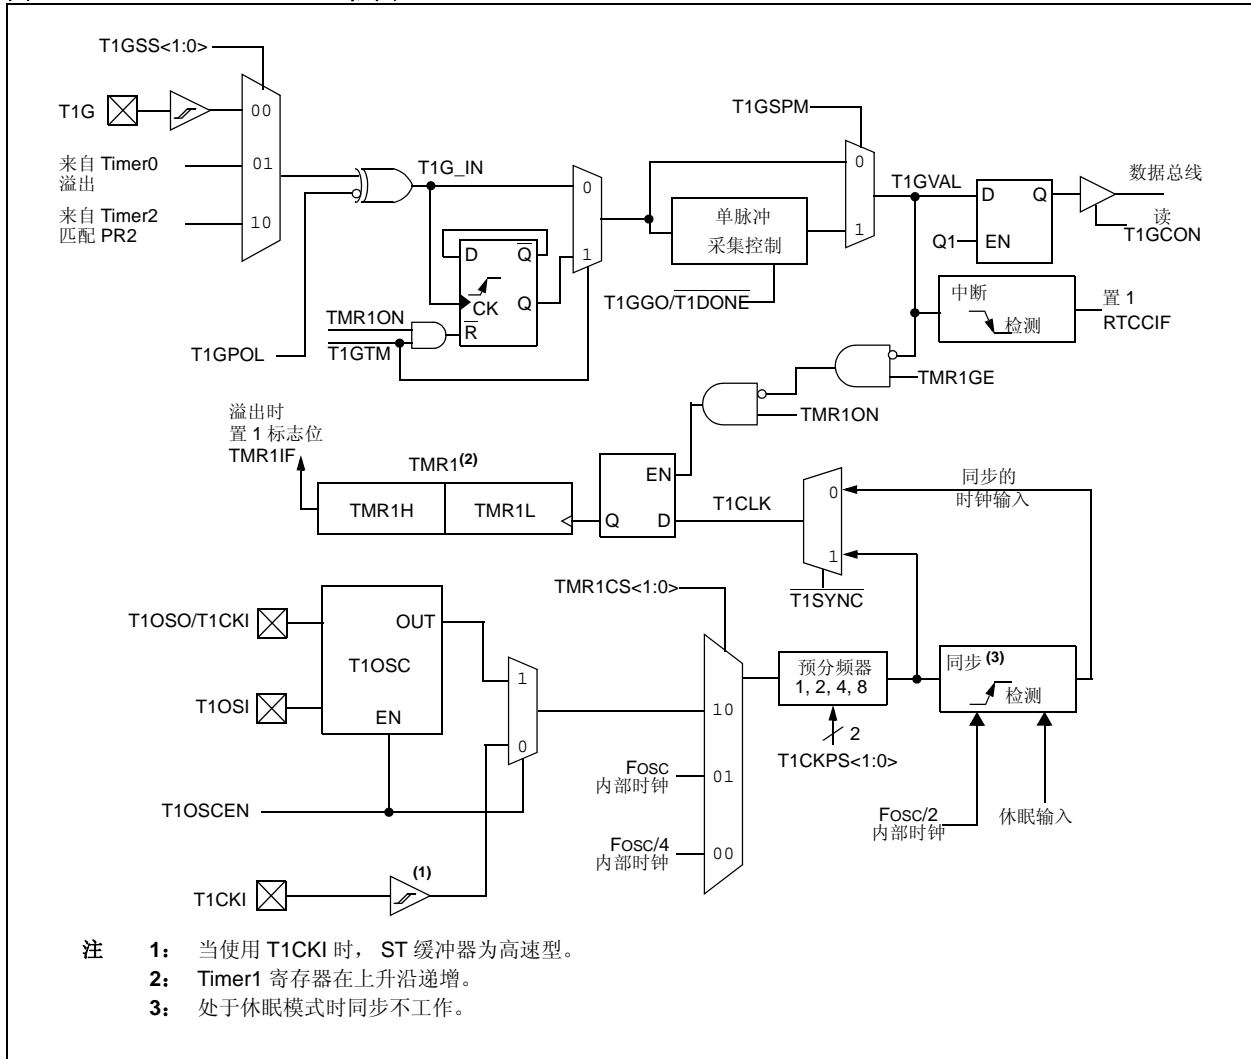 T1GSS<1:0>
T1G
00
来自 Timer0
溢出
01
来自 Timer2
匹配 PR2
10
T1G_IN
0
1
D
Q
CK
Q
R
TMR1ON
T1GTM
T1GPOL
T1GSPM
0
1
单脉冲
采集控制
T1GGO/T1DONE
T1GVAL
D
Q
Q1
EN
数据总线
读
T1GCON
中断
检测
置 1
RTCCIF
TMR1GE
TMR1ON
溢出时
置 1 标志位
TMR1IF
TMR1(2)
TMR1H
TMR1L
EN
Q
D
T1CLK
0
1
T1SYNC
同步的
时钟输入
T1OSO/T1CKI
OUT
T1OSC
T1OSI
EN
1
0
T1OSCEN
T1CKI
(1)
TMR1CS<1:0>
10
FOSC
内部时钟
01
FOSC/4
内部时钟
00
预分频器
1, 2, 4, 8
2
T1CKPS<1:0>
同步(3)
检测
FOSC/2
内部时钟
休眠输入
注 1： 当使用 T1CKI 时， ST 缓冲器为高速型。
2： Timer1 寄存器在上升沿递增。
3： 处于休眠模式时同步不工作。